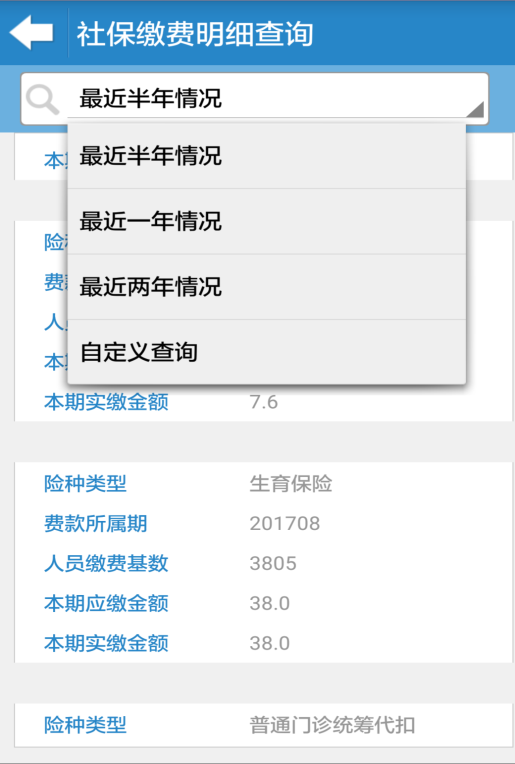 社保缴费明细查询
最近半年情况
最近半年情况
最近一年情况
最近两年情况
自定义查询
本
险
费
人
本
本期实缴金额 7.6
险种类型 生育保险
费款所属期 201708
人员缴费基数 3805
本期应缴金额 38.0
本期实缴金额 38.0
险种类型 普通门诊统筹代扣